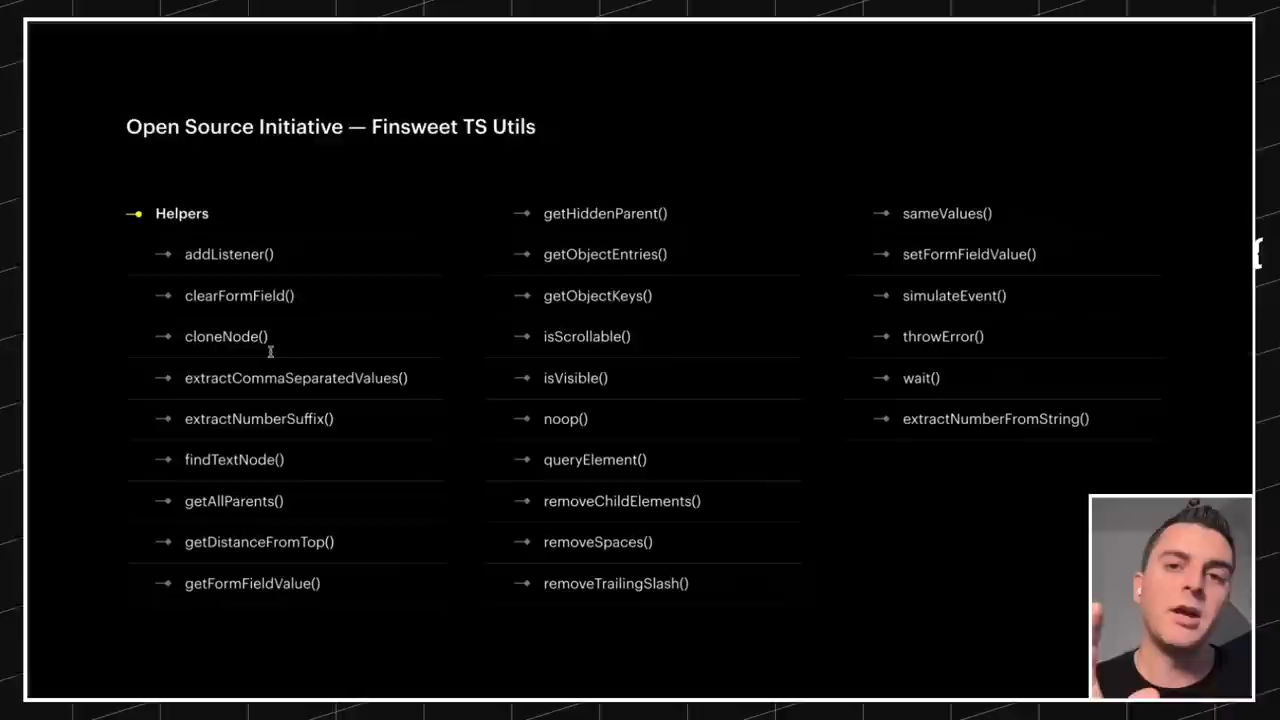 Open Source Initiative — Finsweet TS Utils
Helpers
addListener()
clearFormField()
cloneNode()
extractCommaSeparatedValues()
extractNumberSuffix()
findTextNode()
getAllParents()
getDistanceFromTop()
getFormFieldValue()
getHiddenParent()
getObjectEntries()
getObjectKeys()
isScrollable()
isVisible()
noop()
queryElement()
removeChildElements()
removeSpaces()
removeTrailingSlash()
sameValues()
setFormFieldValue()
simulateEvent()
throwError()
wait()
extractNumberFromString()
{